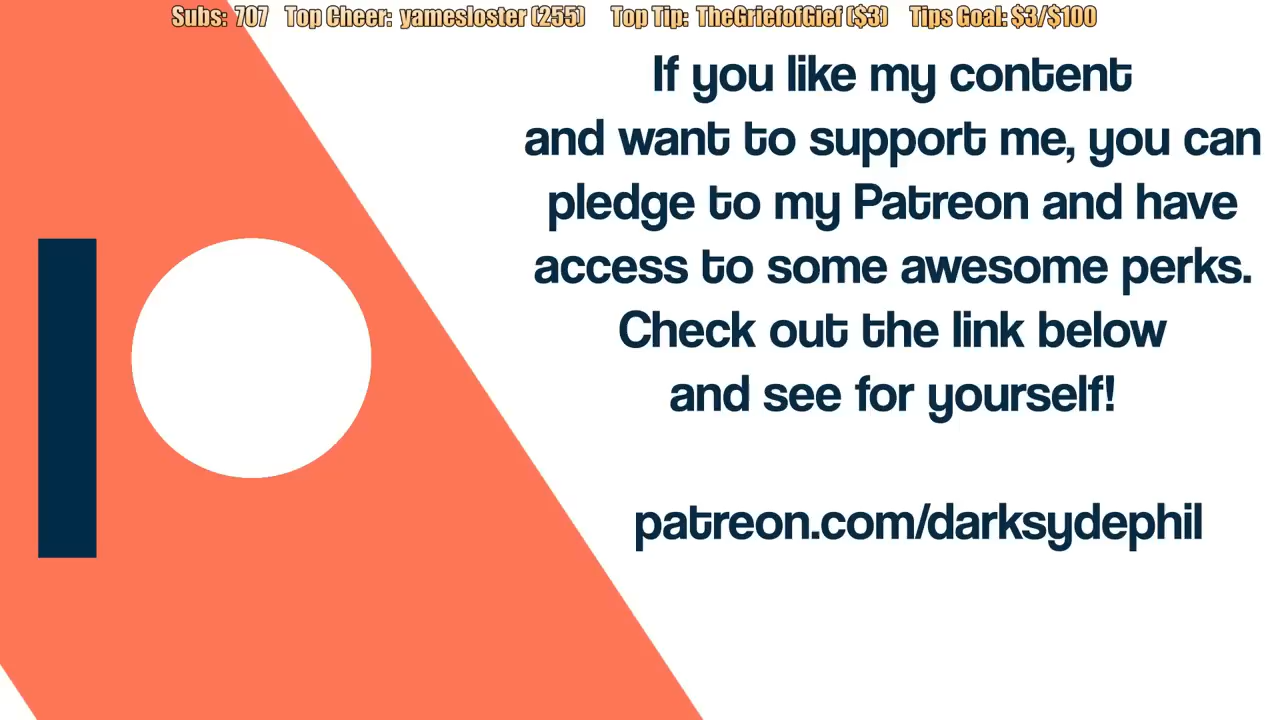 Subs: 707 Top Cheer: yamesloster (255) Top Tip: TheGriefofGief ($3) Tips Goal: $3/$100
If you like my content
and want to support me, you can
pledge to my Patreon and have
access to some awesome perks.
Check out the link below
and see for yourself!
patreon.com/darksydephil